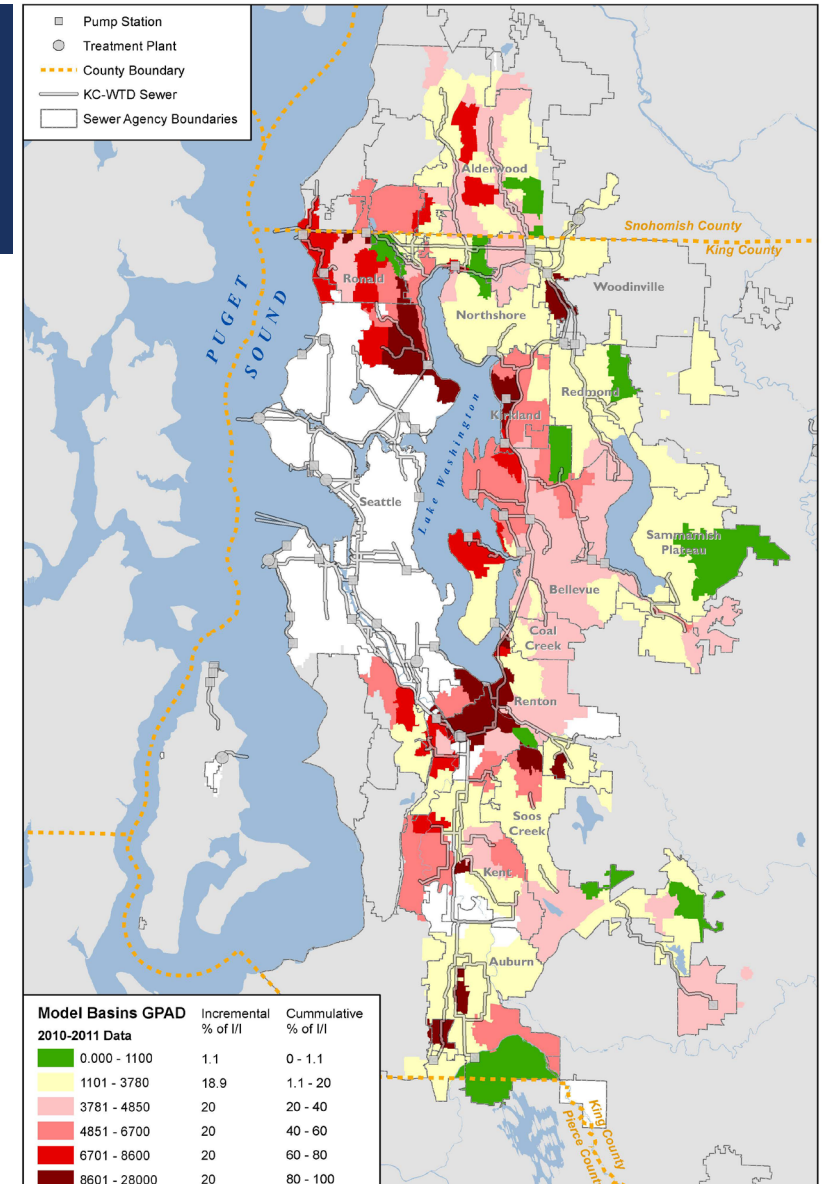 Pump Station
Treatment Plant
County Boundary
KC-WTD Sewer
Sewer Agency Boundaries
Alderwood
Snohomish County
King County
Ronald
Woodinville
PUGET
SOUND
Northshore
Redmond
Kirkland
Lake Washington
Seattle
Sammamish
Plateau
Bellevue
Coal
Creek
Renton
Soos
Creek
Kent
Auburn
Model Basins GPAD Incremental Cummulative
2010-2011 Data % of I/I % of I/I
0.000 - 1100 1.1 0 - 1.1
1101 - 3780 18.9 1.1 - 20
3781 - 4850 20 20 - 40
4851 - 6700 20 40 - 60
6701 - 8600 20 60 - 80
8601 - 28000 20 80 - 100
King County
Pierce Count